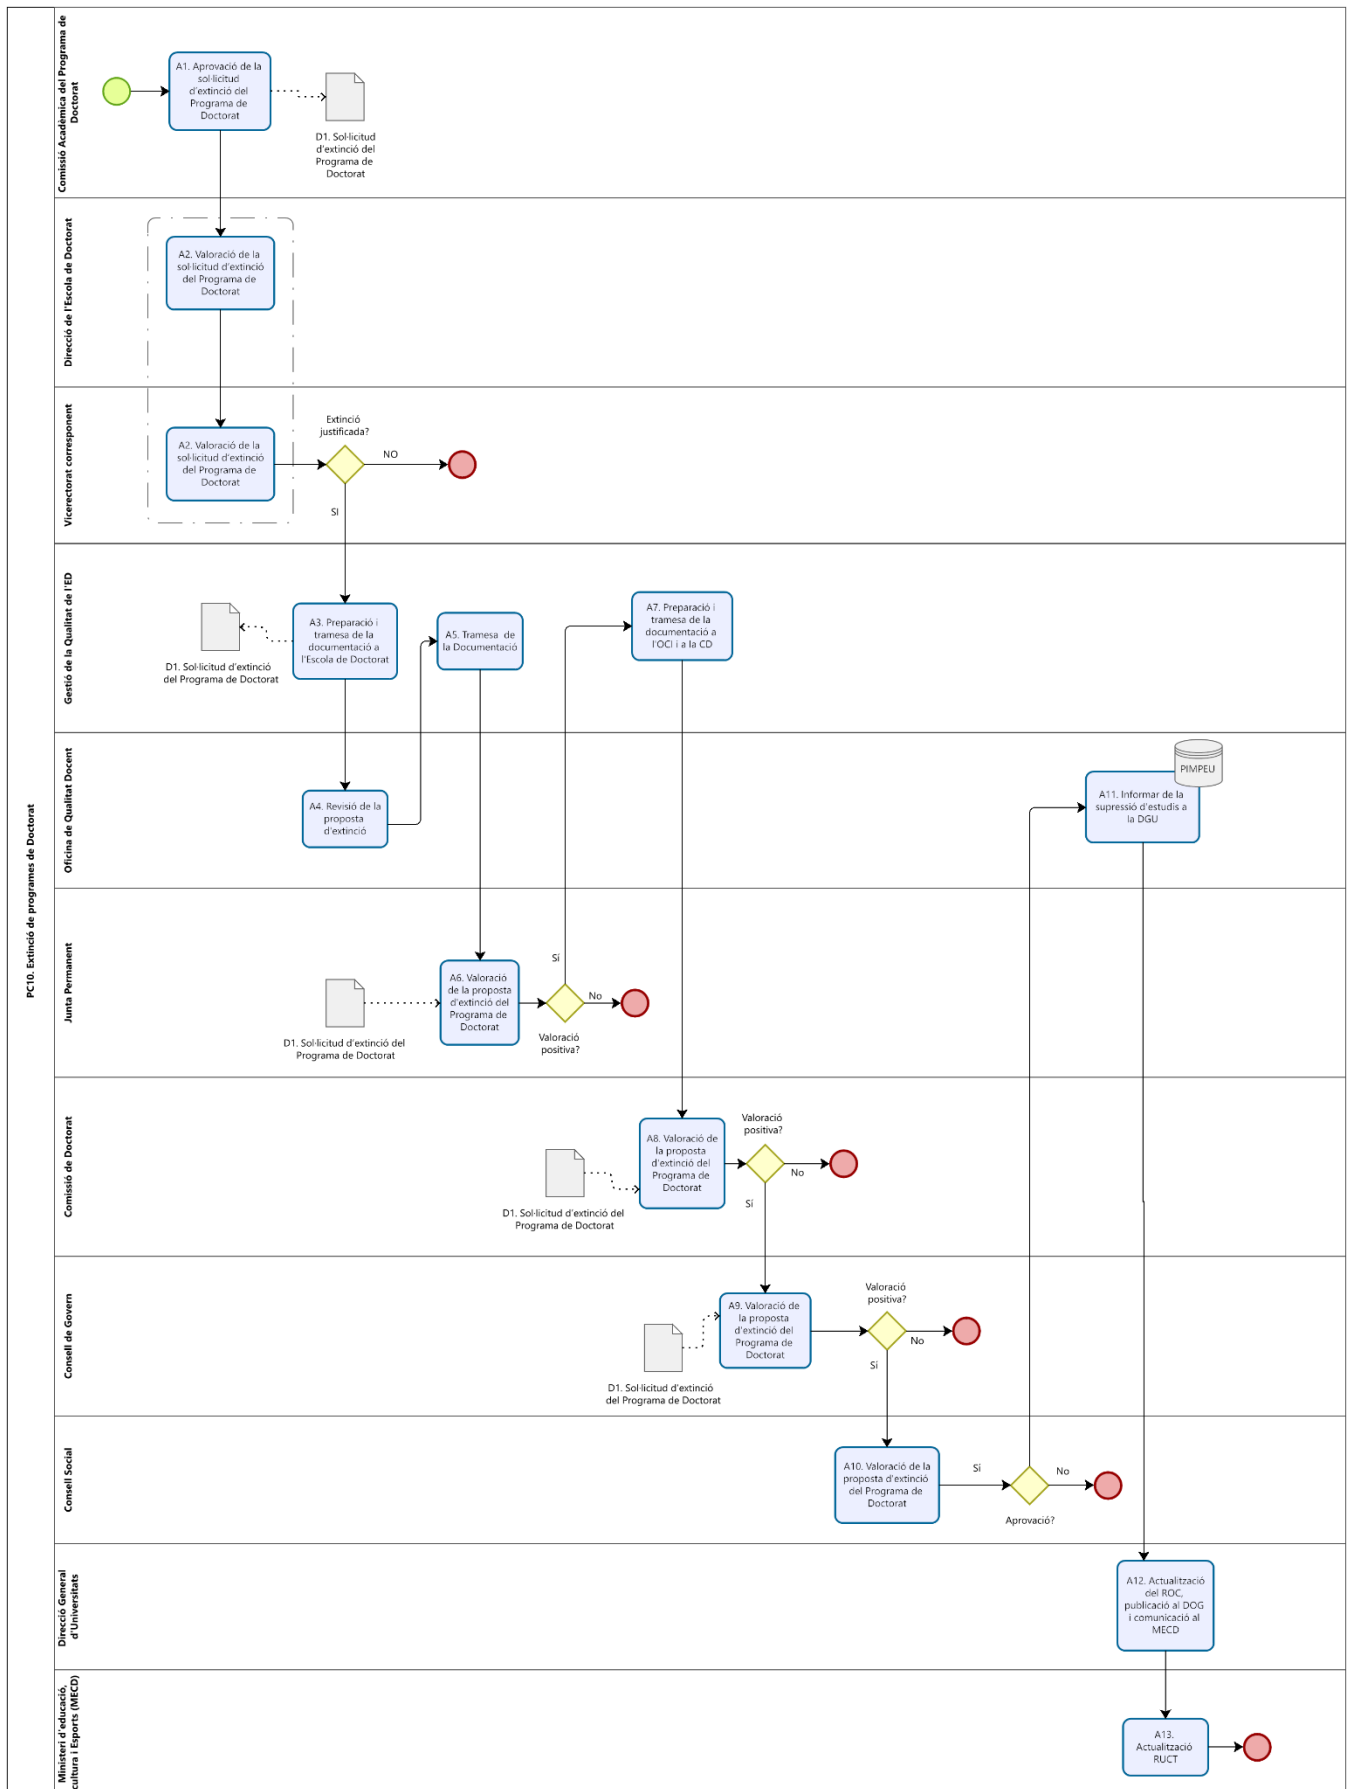 PC10. Extinció de programes de Doctorat
Comissió Acadèmica del Programa de
Doctorat
A1. Aprovació de la
sol·licitud
d'extinció del
Programa de
Doctorat
D1. Sol·licitud
d'extinció del
Programa de
Doctorat
Direcció de l'Escola de Doctorat
A2. Valoració de la
sol·licitud d'extinció
del Programa de
Doctorat
Vicerectorat corresponent
A2. Valoració de la
sol·licitud d'extinció
del Programa de
Doctorat
Extinció
justificada?
NO
SI
Gestió de la Qualitat de l'ED
D1. Sol·licitud d'extinció
del Programa de Doctorat
A3. Preparació i
tramesa de la
documentació a
l'Escola de Doctorat
A5. Tramesa de
la Documentació
A7. Preparació i
tramesa de la
documentació a
l'OCI i a la CD
Oficina de Qualitat Docent
A4. Revisió de la
proposta
d'extinció
PIMPEU
A11. Informar de la
supressió d'estudis a
la DGU
Junta Permanent
D1. Sol·licitud d'extinció del
Programa de Doctorat
A6. Valoració
de la proposta
d'extinció del
Programa de
Doctorat
Sí
No
Valoració
positiva?
Comissió de Doctorat
D1. Sol·licitud d'extinció del
Programa de Doctorat
A8. Valoració de
la proposta
d'extinció del
Programa de
Doctorat
Valoració
positiva?
No
Sí
Consell de Govern
D1. Sol·licitud d'extinció
del Programa de Doctorat
A9. Valoració de
la proposta
d'extinció del
Programa de
Doctorat
Valoració
positiva?
No
Sí
Consell Social
A10. Valoració de la
proposta d'extinció
del Programa de
Doctorat
Sí
Aprovació?
No
Direcció General
d'Universitats
A12. Actualització
del ROC,
publicació al DOG
i comunicació al
MECD
Ministeri d'educació,
cultura i Esports (MECD)
A13.
Actualització
RUCT